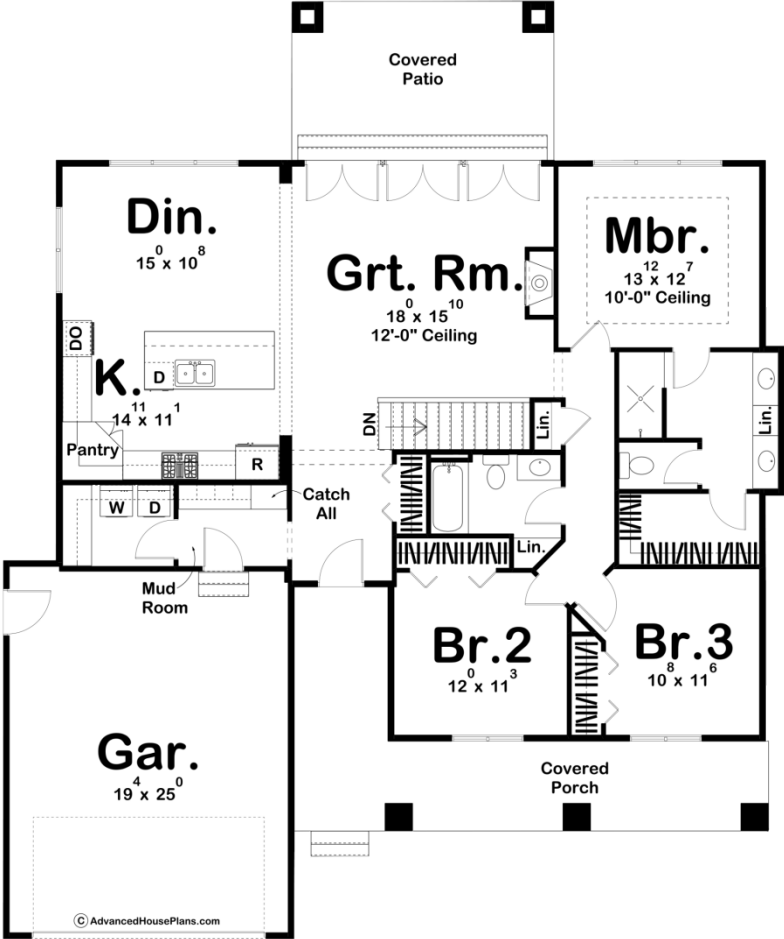 Covered
Patio
Din.
15⁰ x 10⁸
Grt. Rm.
18⁰ x 15¹⁰
12'-0" Ceiling
Mbr.
13¹² x 12⁷
10'-0" Ceiling
DO
K.
D
14¹¹ x 11¹
Pantry
R
DN
Lin.
Lin.
W
D
Catch
All
Lin.
Mud
Room
Br.2
12⁰ x 11³
Br.3
10⁸ x 11⁶
Gar.
19⁴ x 25⁰
Covered
Porch
© AdvancedHousePlans.com